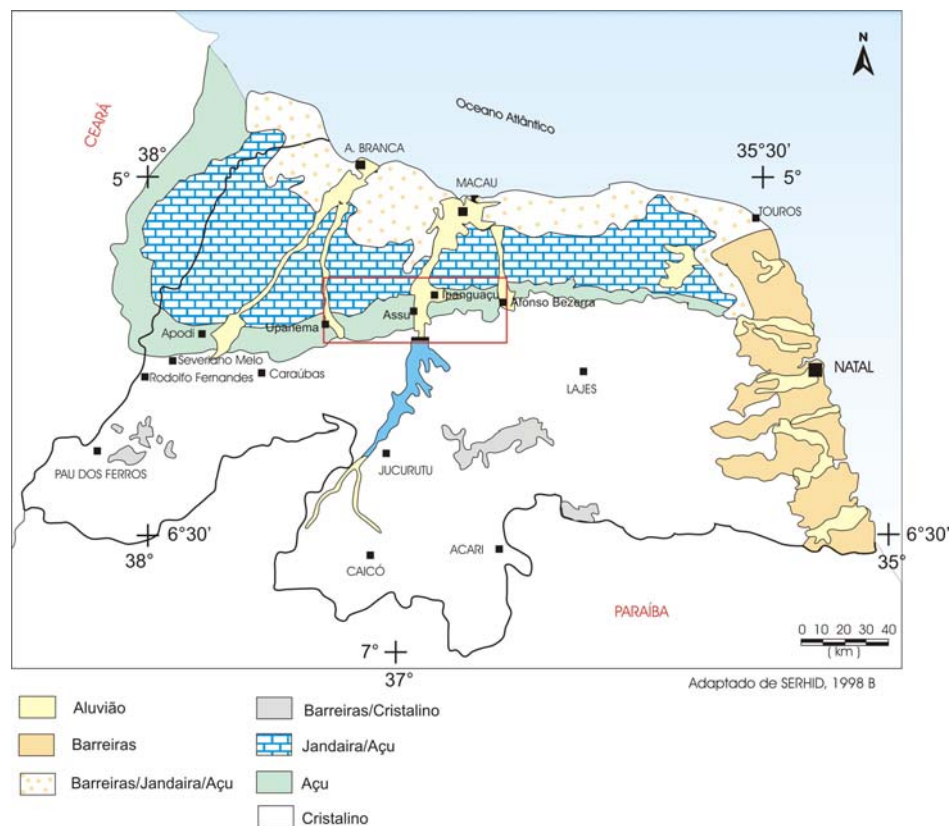 N
Oceano Atlântico
CEARÁ
38°
5°
A. BRANCA
MACAU
35°30'
5°
TOUROS
Ipanguaçu
Afonso Bezerra
Assu
Upanema
Apodi
Severiano Melo
Rodolfo Fernandes
Caraúbas
LAJES
NATAL
PAU DOS FERROS
JUCURUTU
6°30'
38°
6°30'
35°
CAICÓ
ACARI
PARAÍBA
0 10 20 30 40
( km )
7°
37°
Adaptado de SERHID, 1998 B
Aluvião
Barreiras
Barreiras/Jandaira/Açu
Barreiras/Cristalino
Jandaira/Açu
Açu
Cristalino